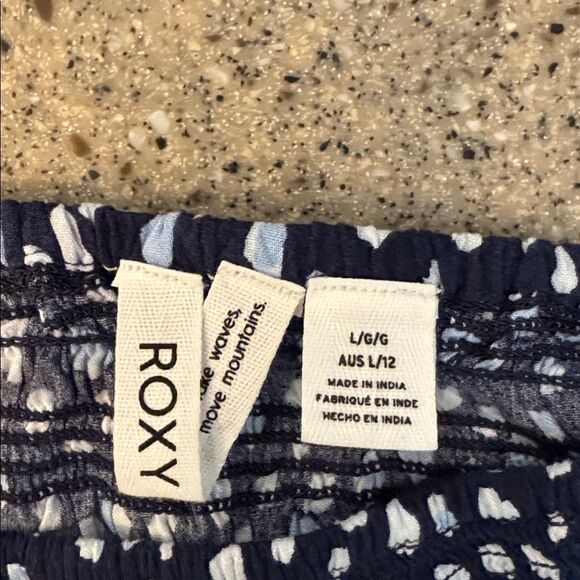 ROXY
waves,
move mountains.
L/G/G
AUS L/12
MADE IN INDIA
FABRIQUÉ EN INDE
HECHO EN INDIA